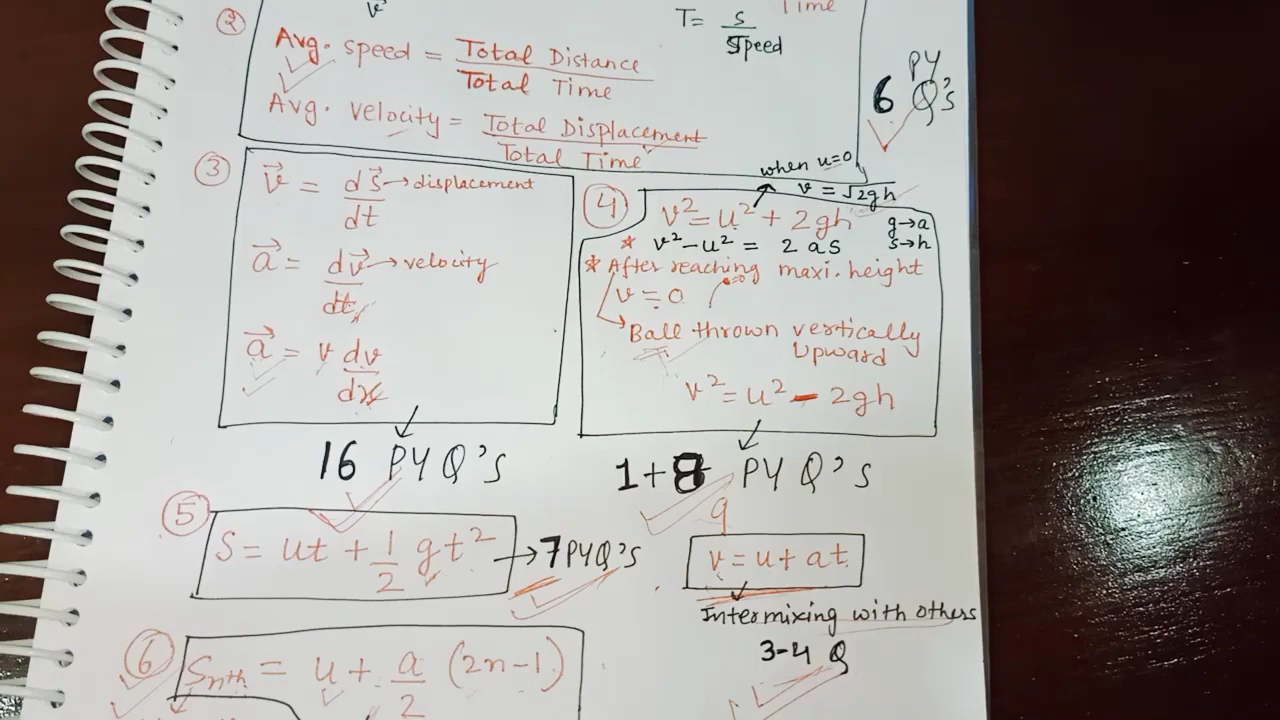 v
Time
T = s/Speed
②
Avg. speed = Total Distance / Total Time
Avg. velocity = Total Displacement / Total Time
6 PY Q's
③
v⃗ = ds⃗/dt → displacement
a⃗ = dv⃗/dt → velocity
a⃗ = v dv/dx
16 PYQ'S
④
when u=0
v = √2gh
v² = u² + 2gh
g→a
s→h
* v² - u² = 2as
* After reaching maxi. height
v = 0
v=0
→ Ball thrown vertically
Upward
v² = u² - 2gh
1+8 PYQ's
9
⑤
S = ut + 1/2 gt² → 7 PYQ's
v = u + at
Intermixing with others
3-4 Q
⑥
Snth = u + a/2 (2n-1)